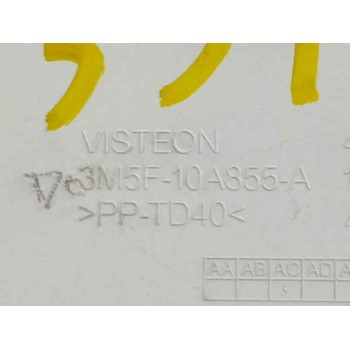 VISTEON
3M5F-10A855-A
>PP-TD40<
AA AB AC AD